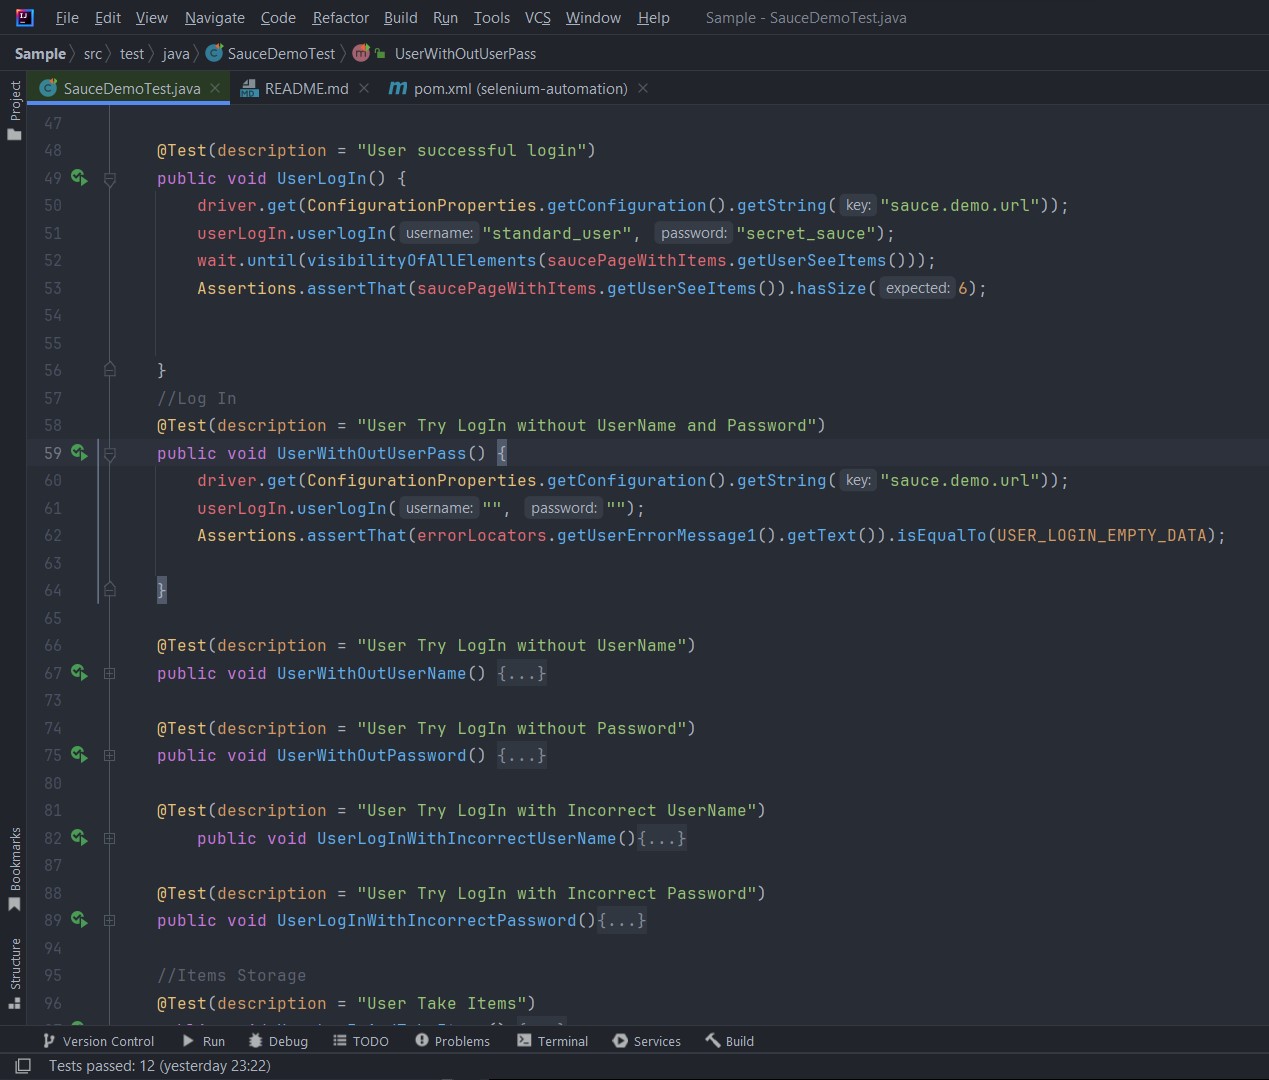 File Edit View Navigate Code Refactor Build Run Tools VCS Window Help Sample - SauceDemoTest.java
Sample src test java SauceDemoTest UserWithOutUserPass
SauceDemoTest.java README.md pom.xml (selenium-automation)
Project
47
48 @Test(description = "User successful login")
49 public void UserLogIn() {
50 driver.get(ConfigurationProperties.getConfiguration().getString( key: "sauce.demo.url"));
51 userLogIn.userlogIn( username: "standard_user", password: "secret_sauce");
52 wait.until(visibilityOfAllElements(saucePageWithItems.getUserSeeItems()));
53 Assertions.assertThat(saucePageWithItems.getUserSeeItems()).hasSize( expected: 6);
54
55
56 }
57 //Log In
58 @Test(description = "User Try LogIn without UserName and Password")
59 public void UserWithOutUserPass() {
60 driver.get(ConfigurationProperties.getConfiguration().getString( key: "sauce.demo.url"));
61 userLogIn.userlogIn( username: "", password: "");
62 Assertions.assertThat(errorLocators.getUserErrorMessage1().getText()).isEqualTo(USER_LOGIN_EMPTY_DATA);
63
64 }
65
66 @Test(description = "User Try LogIn without UserName")
67 public void UserWithOutUserName() {...}
73
74 @Test(description = "User Try LogIn without Password")
75 public void UserWithOutPassword() {...}
80
81 @Test(description = "User Try LogIn with Incorrect UserName")
82 public void UserLogInWithIncorrectUserName(){...}
87
88 @Test(description = "User Try LogIn with Incorrect Password")
89 public void UserLogInWithIncorrectPassword(){...}
94
95 //Items Storage
96 @Test(description = "User Take Items")
Bookmarks
Structure
Version Control Run Debug TODO Problems Terminal Services Build
Tests passed: 12 (yesterday 23:22)